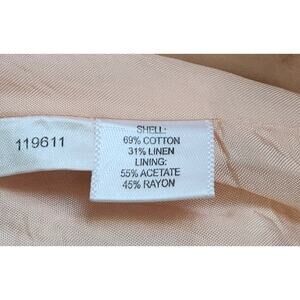 119611
SHELL:
69% COTTON
31% LINEN
LINING:
55% ACETATE
45% RAYON